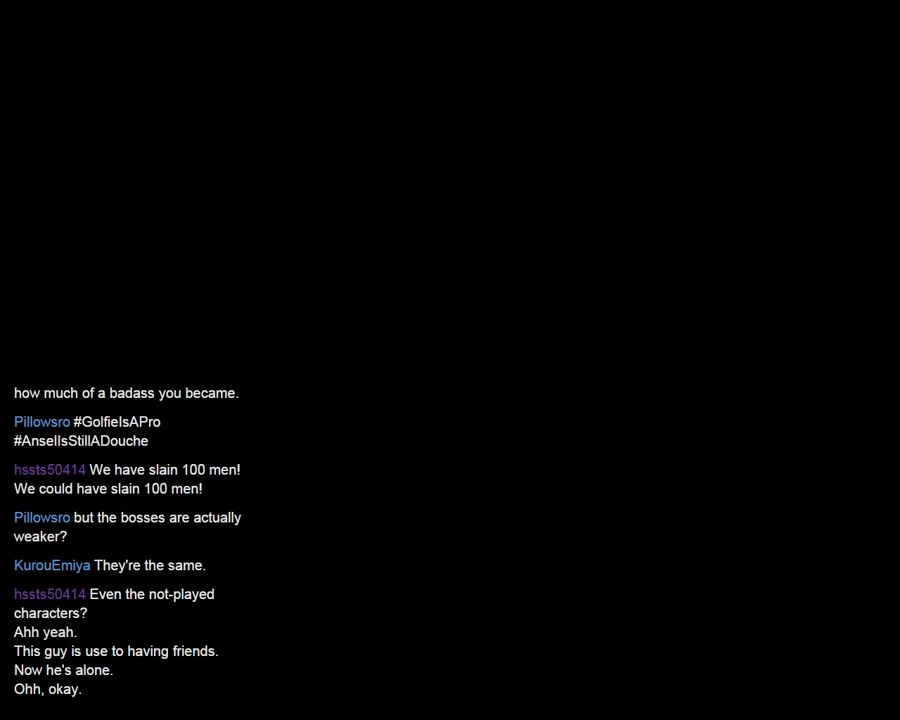 how much of a badass you became.
Pillowsro #GolfieIsAPro
#AnselIsStillADouche
hssts50414 We have slain 100 men!
We could have slain 100 men!
Pillowsro but the bosses are actually
weaker?
KurouEmiya They're the same.
hssts50414 Even the not-played
characters?
Ahh yeah.
This guy is use to having friends.
Now he's alone.
Ohh, okay.